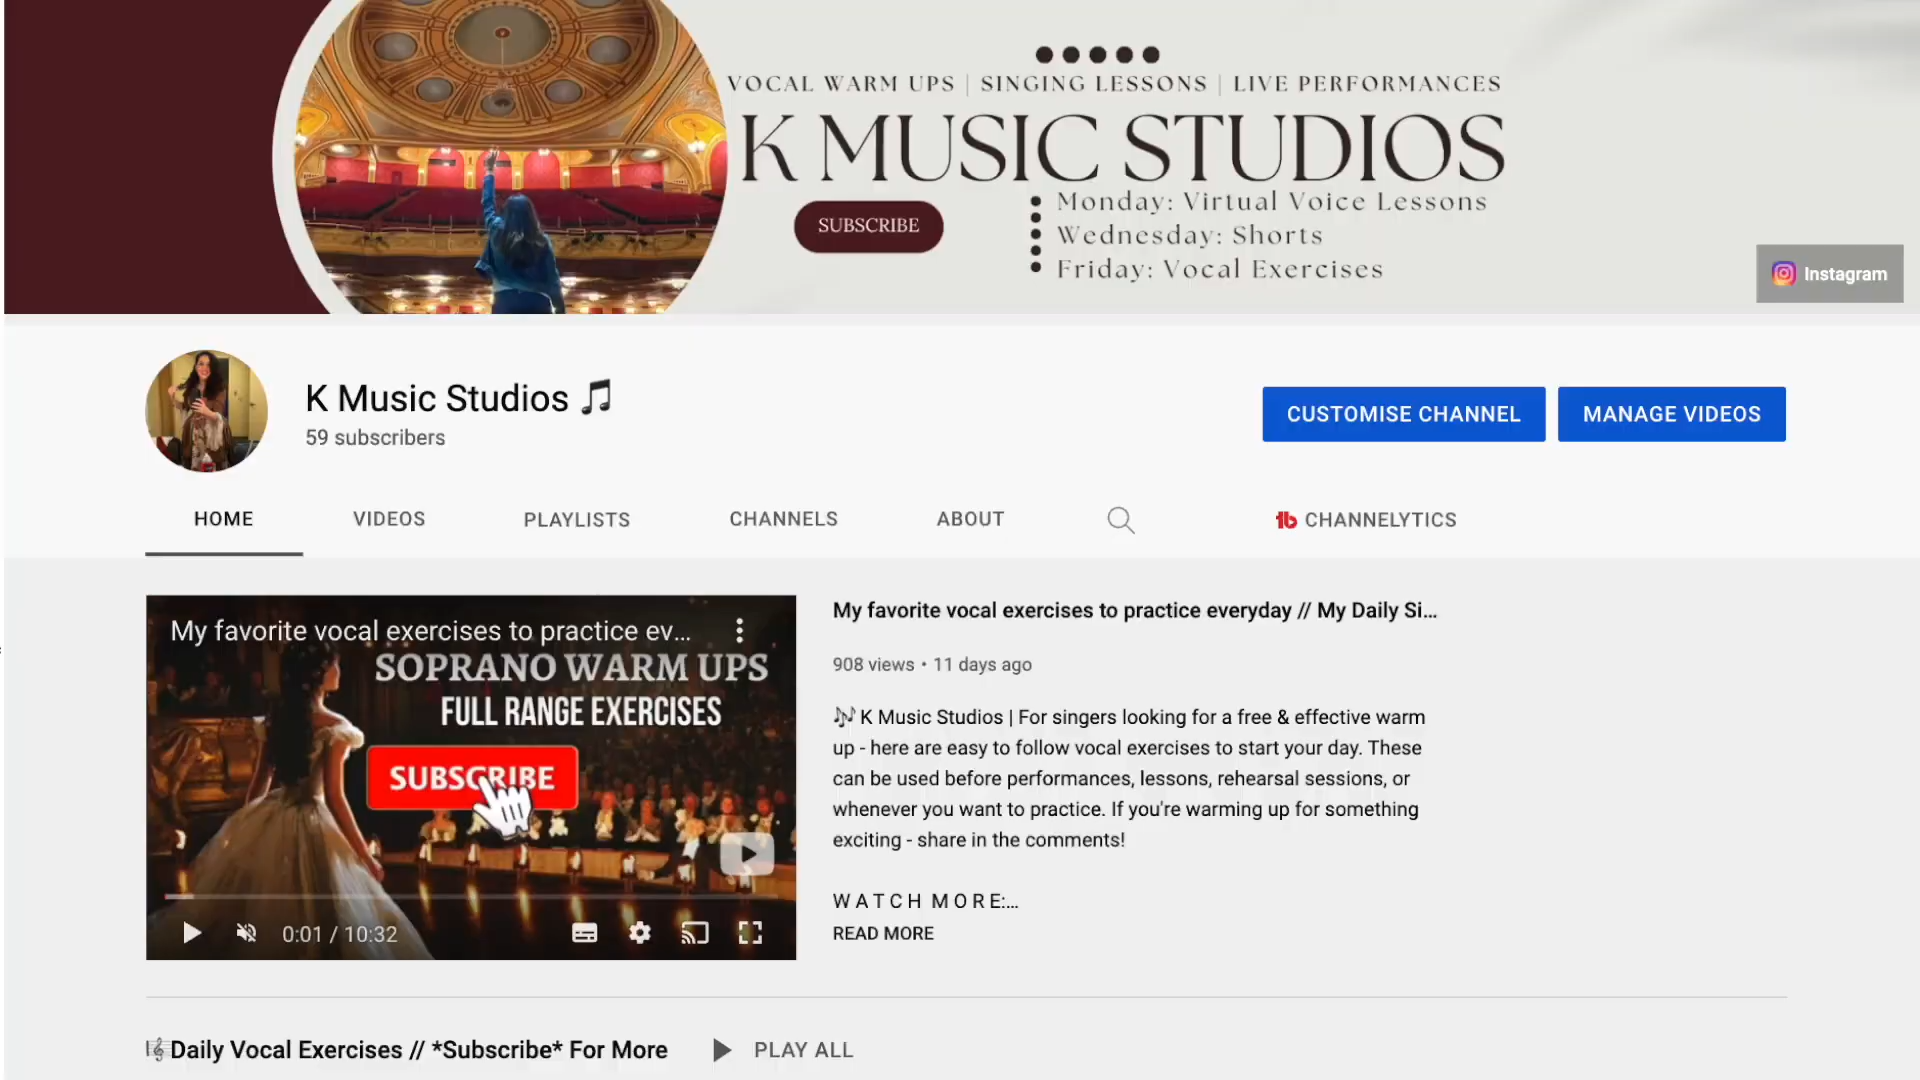 VOCAL WARM UPS | SINGING LESSONS | LIVE PERFORMANCES
K MUSIC STUDIOS
SUBSCRIBE
Monday: Virtual Voice Lessons
Wednesday: Shorts
Friday: Vocal Exercises
Instagram
K Music Studios 🎵
59 subscribers
CUSTOMISE CHANNEL
MANAGE VIDEOS
HOME
VIDEOS
PLAYLISTS
CHANNELS
ABOUT
CHANNELYTICS
My favorite vocal exercises to practice ev...
SOPRANO WARM UPS
FULL RANGE EXERCISES
SUBSCRIBE
0:01 / 10:32
My favorite vocal exercises to practice everyday // My Daily Si...
908 views • 11 days ago
🎶 K Music Studios | For singers looking for a free & effective warm
up - here are easy to follow vocal exercises to start your day. These
can be used before performances, lessons, rehearsal sessions, or
whenever you want to practice. If you're warming up for something
exciting - share in the comments!
W A T C H M O R E:...
READ MORE
🎼Daily Vocal Exercises // *Subscribe* For More
PLAY ALL